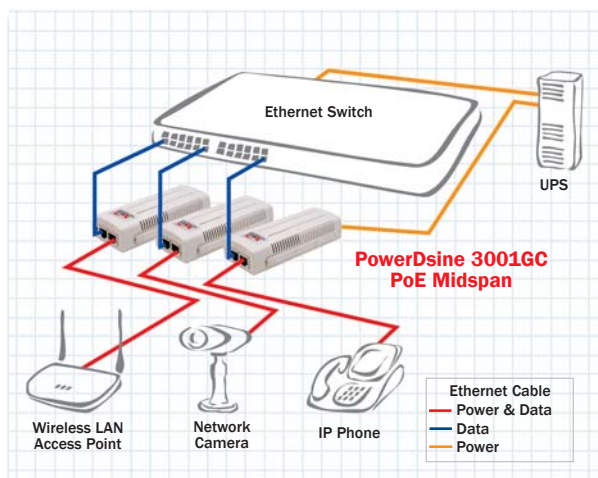 Ethernet Switch
UPS
PowerDsine 3001GC
PoE Midspan
Wireless LAN
Access Point
Network
Camera
IP Phone
Ethernet Cable
Power & Data
Data
Power